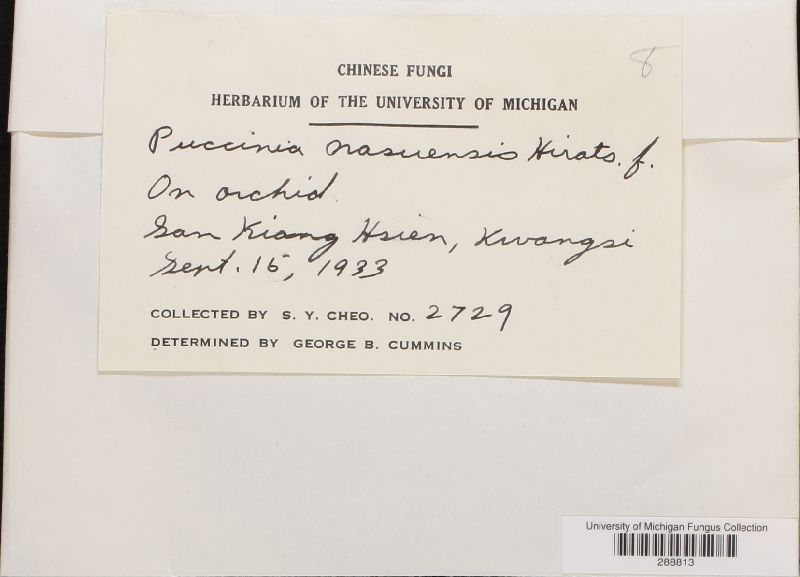 8
CHINESE FUNGI
HERBARIUM OF THE UNIVERSITY OF MICHIGAN
Puccinia nasuensis Hirats. f.
On orchid
San Kiang Hsien, Kwangsi
Sept. 15, 1933
COLLECTED BY S. Y. CHEO. NO. 2729
DETERMINED BY GEORGE B. CUMMINS
University of Michigan Fungus Collection
288813